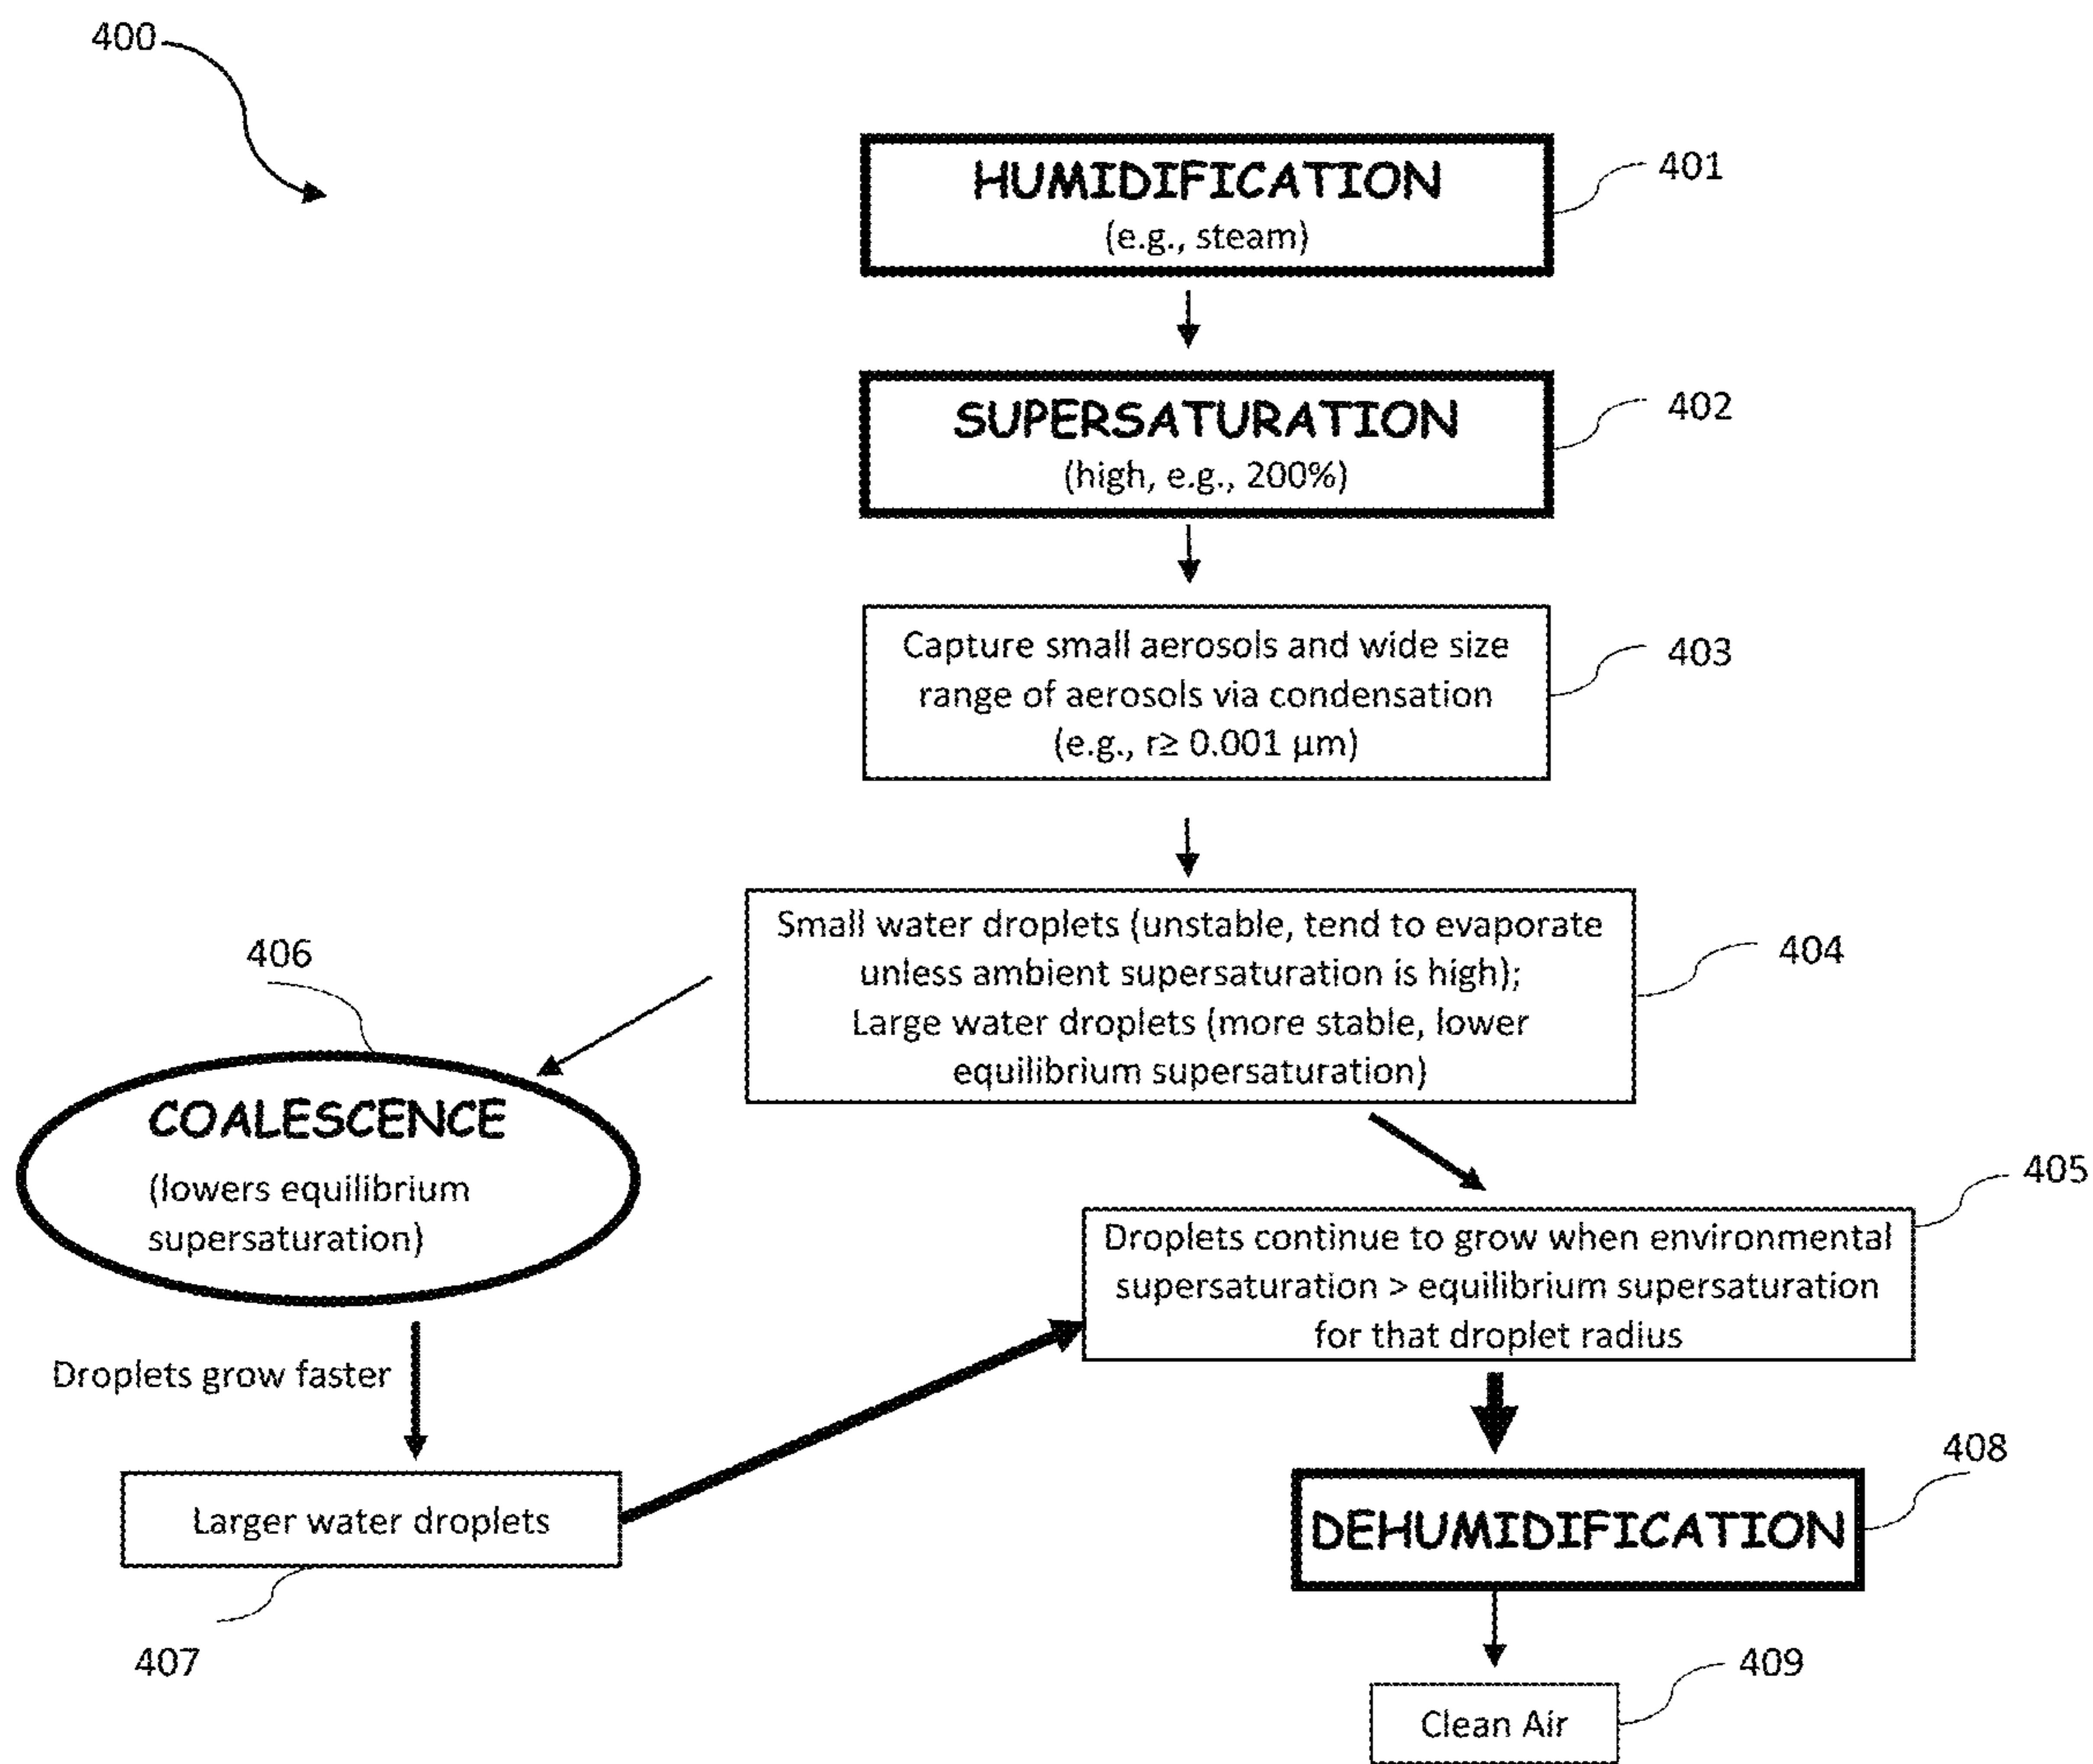 400
HUMIDIFICATION
(e.g., steam)
401
SUPERSATURATION
(high, e.g., 200%)
402
Capture small aerosols and wide size
range of aerosols via condensation
(e.g., r≥ 0.001 μm)
403
Small water droplets (unstable, tend to evaporate
unless ambient supersaturation is high);
Large water droplets (more stable, lower
equilibrium supersaturation)
404
406
COALESCENCE
(lowers equilibrium
supersaturation)
405
Droplets continue to grow when environmental
supersaturation > equilibrium supersaturation
for that droplet radius
Droplets grow faster
Larger water droplets
407
408
DEHUMIDIFICATION
409
Clean Air